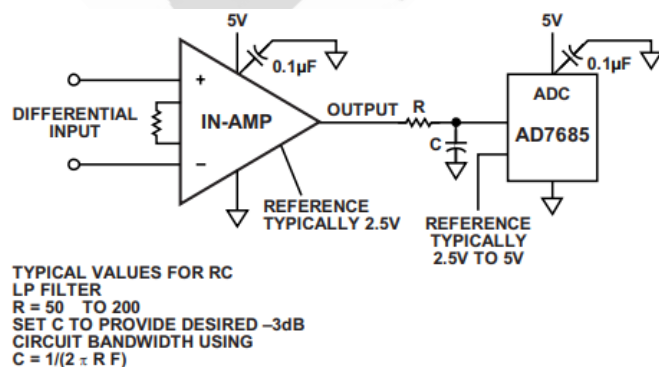 5V
0.1µF
5V
0.1µF
+
DIFFERENTIAL
INPUT
IN-AMP
–
OUTPUT
R
C
ADC
AD7685
REFERENCE
TYPICALLY 2.5V
REFERENCE
TYPICALLY
2.5V TO 5V
TYPICAL VALUES FOR RC
LP FILTER
R = 50 TO 200
SET C TO PROVIDE DESIRED –3dB
CIRCUIT BANDWIDTH USING
C = 1/(2 π R F)